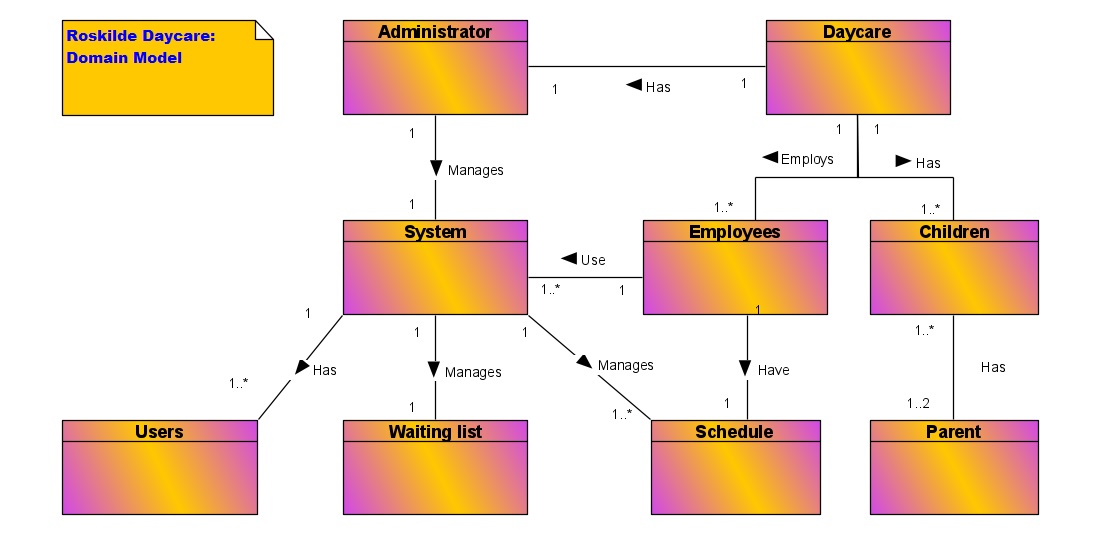 Roskilde Daycare:
Domain Model
Administrator
Daycare
1
Has
1
1
Manages
1
1
1
Employs
Has
1..*
1..*
System
Employees
Children
Use
1..*
1
1
1
Has
1..*
1
Manages
1
1
Manages
1..*
1
Have
1
1..*
Has
1..2
Users
Waiting list
Schedule
Parent